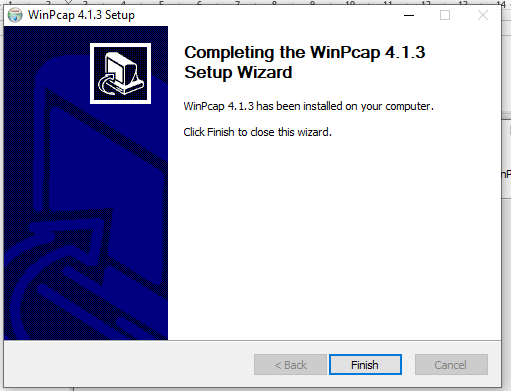 WinPcap 4.1.3 Setup
Completing the WinPcap 4.1.3
Setup Wizard
WinPcap 4.1.3 has been installed on your computer.
Click Finish to close this wizard.
< Back
Finish
Cancel